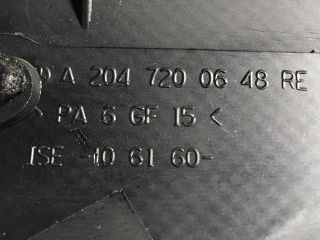 A 204 720 06 48 RE
> PA 6 GF 15 <
ISE 40 61 60-